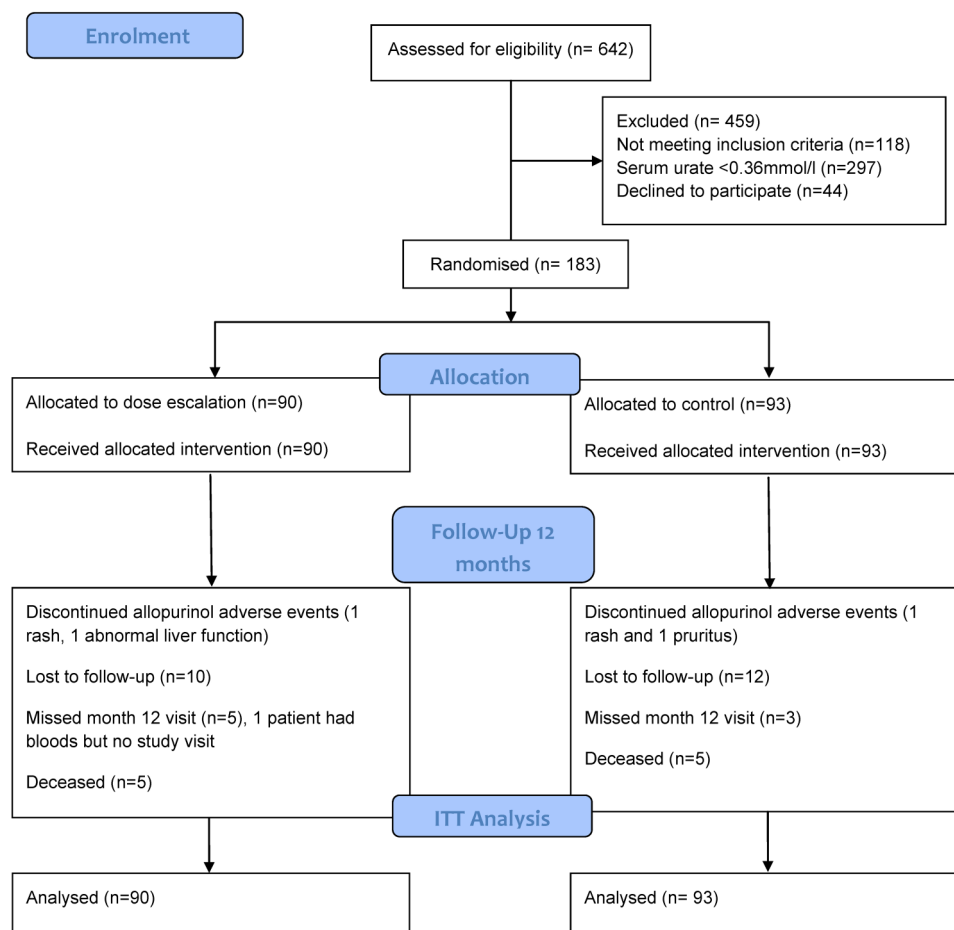 Enrolment
Assessed for eligibility (n= 642)
Excluded (n= 459)
Not meeting inclusion criteria (n=118)
Serum urate <0.36mmol/l (n=297)
Declined to participate (n=44)
Randomised (n= 183)
Allocation
Allocated to dose escalation (n=90)
Received allocated intervention (n=90)
Allocated to control (n=93)
Received allocated intervention (n=93)
Follow-Up 12
months
Discontinued allopurinol adverse events (1
rash, 1 abnormal liver function)
Lost to follow-up (n=10)
Missed month 12 visit (n=5), 1 patient had
bloods but no study visit
Deceased (n=5)
Discontinued allopurinol adverse events (1
rash and 1 pruritus)
Lost to follow-up (n=12)
Missed month 12 visit (n=3)
Deceased (n=5)
ITT Analysis
Analysed (n=90)
Analysed (n= 93)